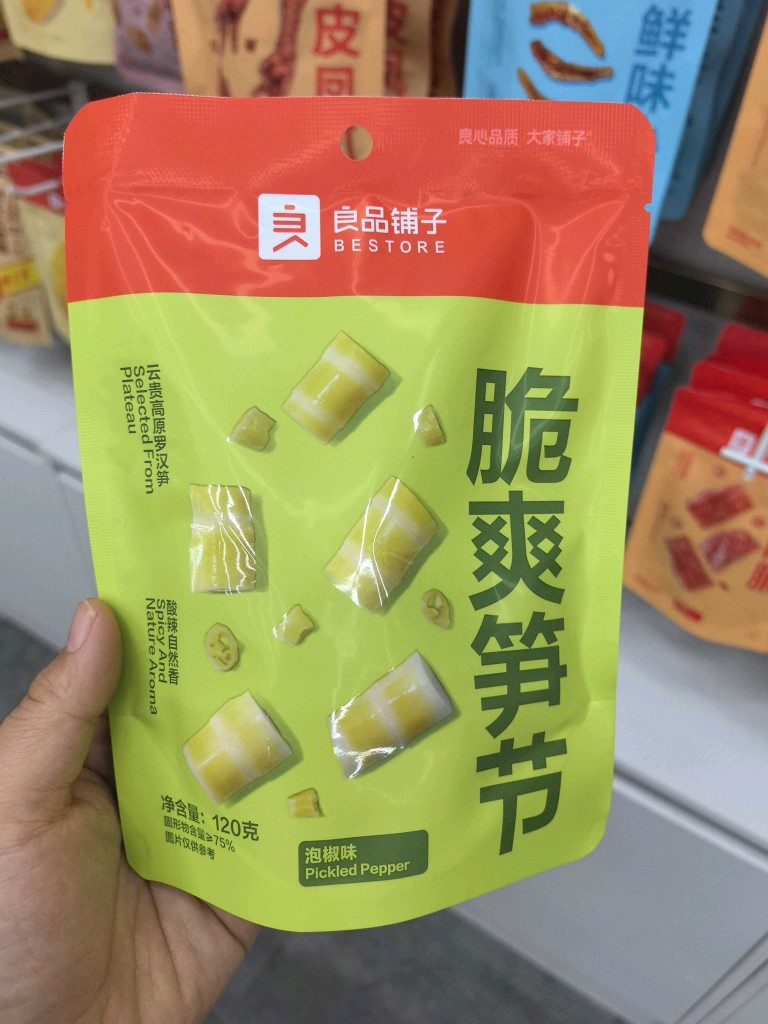 皮
凤
鲜
味
良心品质 大家铺子
良品铺子
BESTORE
云贵高原罗汉笋
Selected From
Plateau
脆爽笋节
酸辣自然香
Spicy And
Nature Aroma
净含量：120克
固形物含量≥75%
图片仅供参考
泡椒味
Pickled Pepper